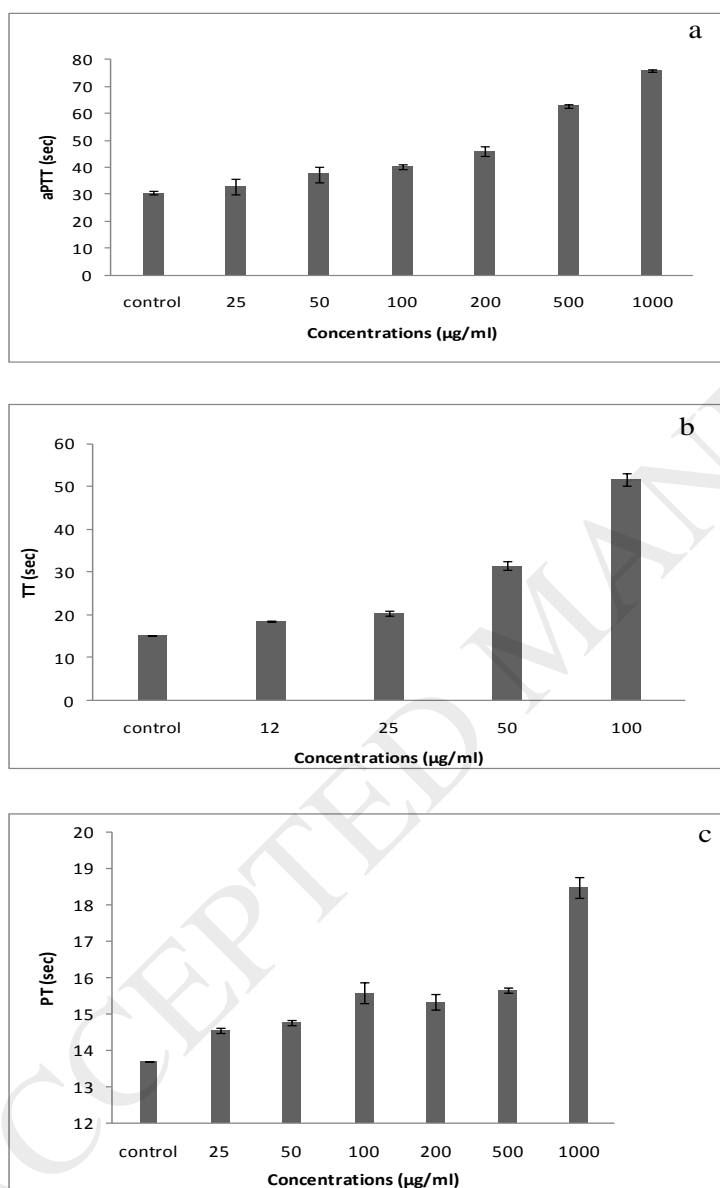 a
80
70
60
50
40
30
20
10
0
aPTT (sec)
control 25 50 100 200 500 1000
Concentrations (µg/ml)
b
60
50
40
30
20
10
0
TT (sec)
control 12 25 50 100
Concentrations (µg/ml)
c
20
19
18
17
16
15
14
13
12
PT (sec)
control 25 50 100 200 500 1000
Concentrations (µg/ml)
CCEPTED MAN